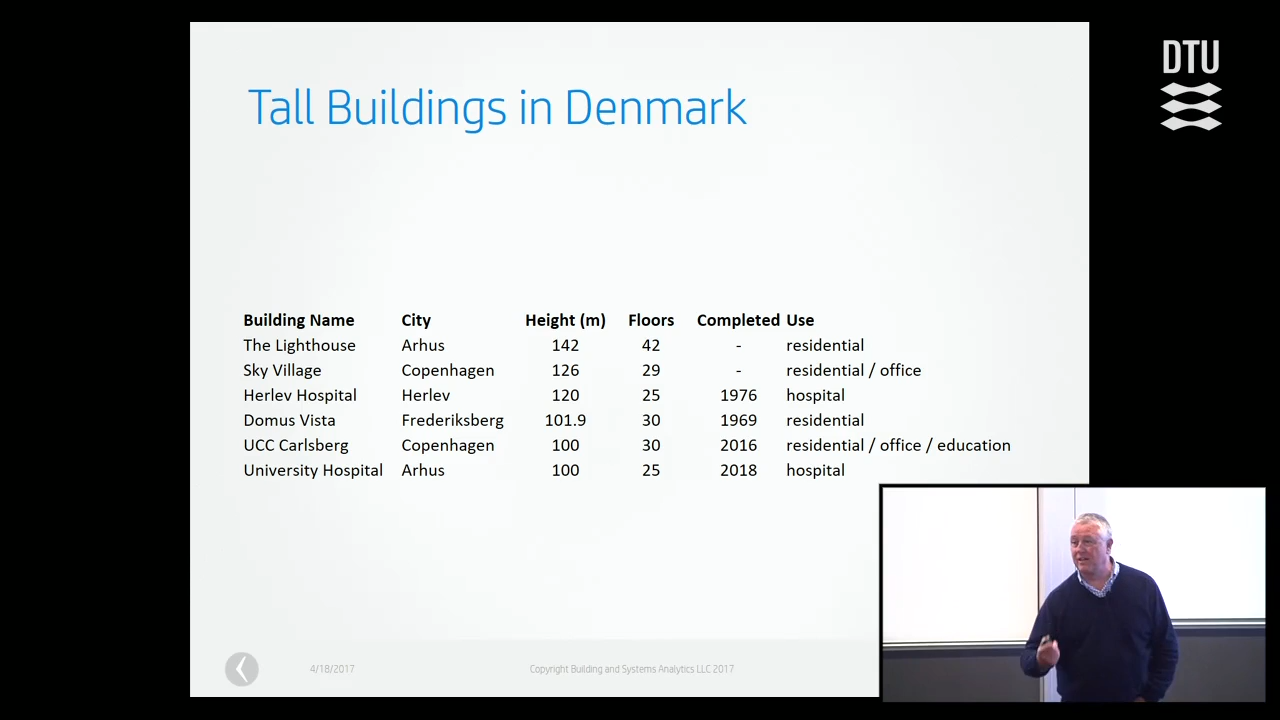 DTU
Tall Buildings in Denmark
Building Name City Height (m) Floors Completed Use
The Lighthouse Arhus 142 42 - residential
Sky Village Copenhagen 126 29 - residential / office
Herlev Hospital Herlev 120 25 1976 hospital
Domus Vista Frederiksberg 101.9 30 1969 residential
UCC Carlsberg Copenhagen 100 30 2016 residential / office / education
University Hospital Arhus 100 25 2018 hospital
4/18/2017 Copyright Building and Systems Analytics LLC 2017